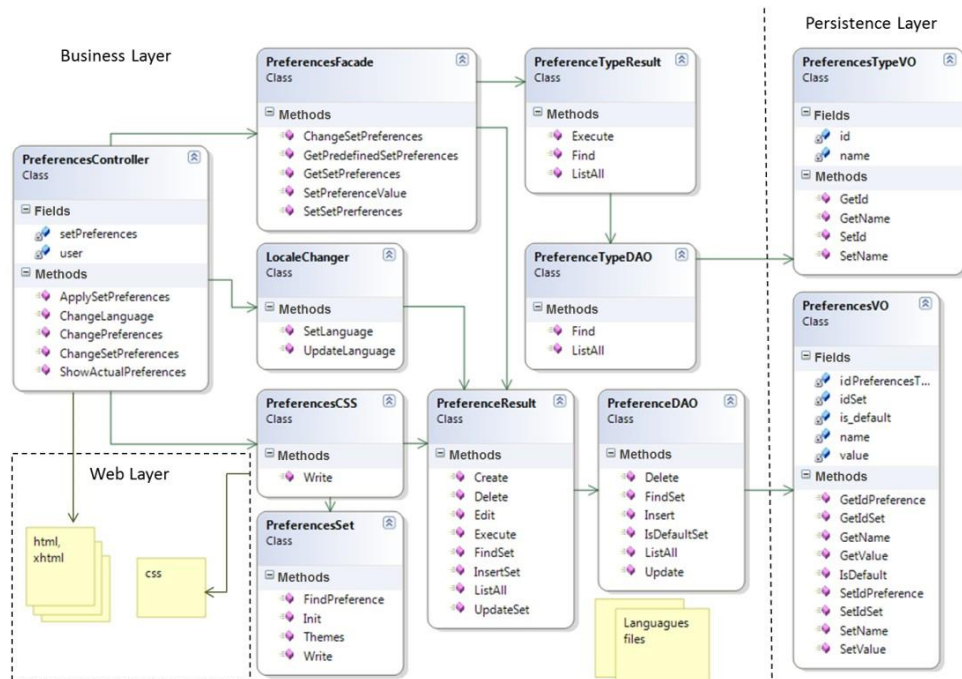 Business Layer
Persistence Layer
PreferencesController
Class
Fields
setPreferences
user
Methods
ApplySetPreferences
ChangeLanguage
ChangePreferences
ChangeSetPreferences
ShowActualPreferences
PreferencesFacade
Class
Methods
ChangeSetPreferences
GetPredefinedSetPreferences
GetSetPreferences
SetPreferenceValue
SetSetPrerferences
LocaleChanger
Class
Methods
SetLanguage
UpdateLanguage
PreferencesCSS
Class
Methods
Write
PreferencesSet
Class
Methods
FindPreference
Init
Themes
Write
PreferenceTypeResult
Class
Methods
Execute
Find
ListAll
PreferenceTypeDAO
Class
Methods
Find
ListAll
PreferenceResult
Class
Methods
Create
Delete
Edit
Execute
FindSet
InsertSet
ListAll
UpdateSet
PreferenceDAO
Class
Methods
Delete
FindSet
Insert
IsDefaultSet
ListAll
Update
Languagues
files
PreferencesTypeVO
Class
Fields
id
name
Methods
GetId
GetName
SetId
SetName
PreferencesVO
Class
Fields
idPreferencesT...
idSet
is_default
name
value
Methods
GetIdPreference
GetIdSet
GetName
GetValue
IsDefault
SetIdPreference
SetIdSet
SetName
SetValue
Web Layer
html,
xhtml
css